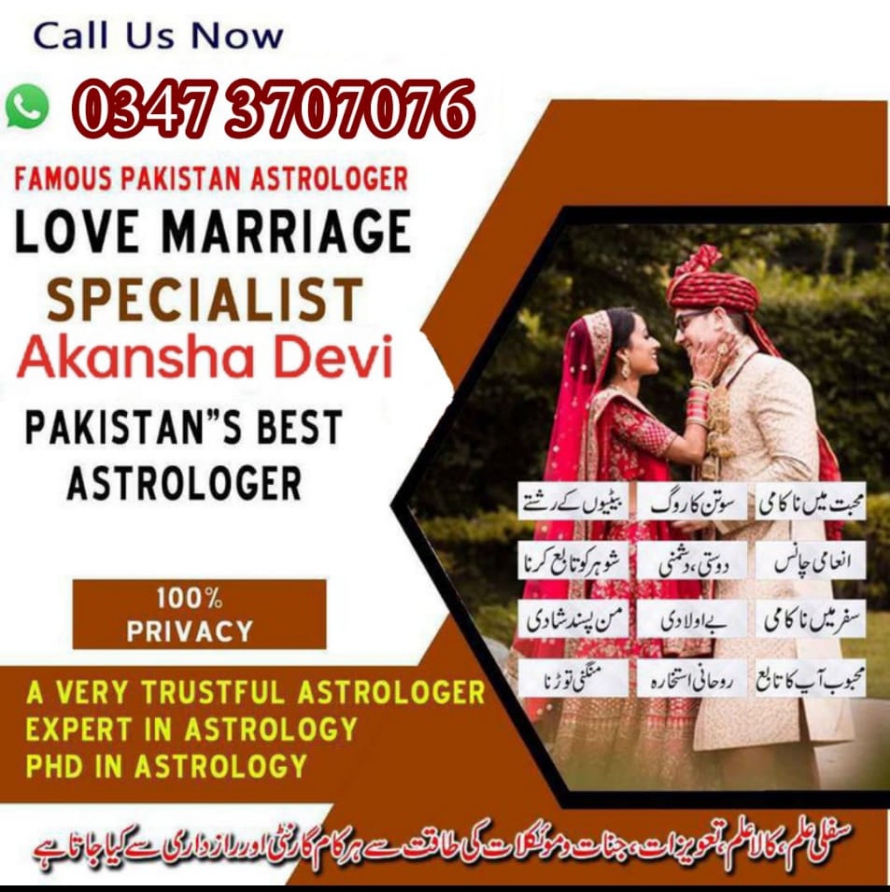 Call Us Now
0347 3707076
FAMOUS PAKISTAN ASTROLOGER
LOVE MARRIAGE
SPECIALIST
Akansha Devi
PAKISTAN"S BEST
ASTROLOGER
100%
PRIVACY
A VERY TRUSTFUL ASTROLOGER
EXPERT IN ASTROLOGY
PHD IN ASTROLOGY
محبت میں ناکامی سوتن کا روگ بیٹیوں کے رشتے
انعامی چانس دوستی، دشمنی شوہر کو تابع کرنا
سفر میں ناکامی بے اولادی من پسند شادی
محبوب آپ کا تابع روحانی استخارہ منگنی توڑنا
سفلی علم، کالا علم، تعویزات، جنات و موئکلات کی طاقت سے ہر کام گارنٹی اور رازداری سے کیا جاتا ہے